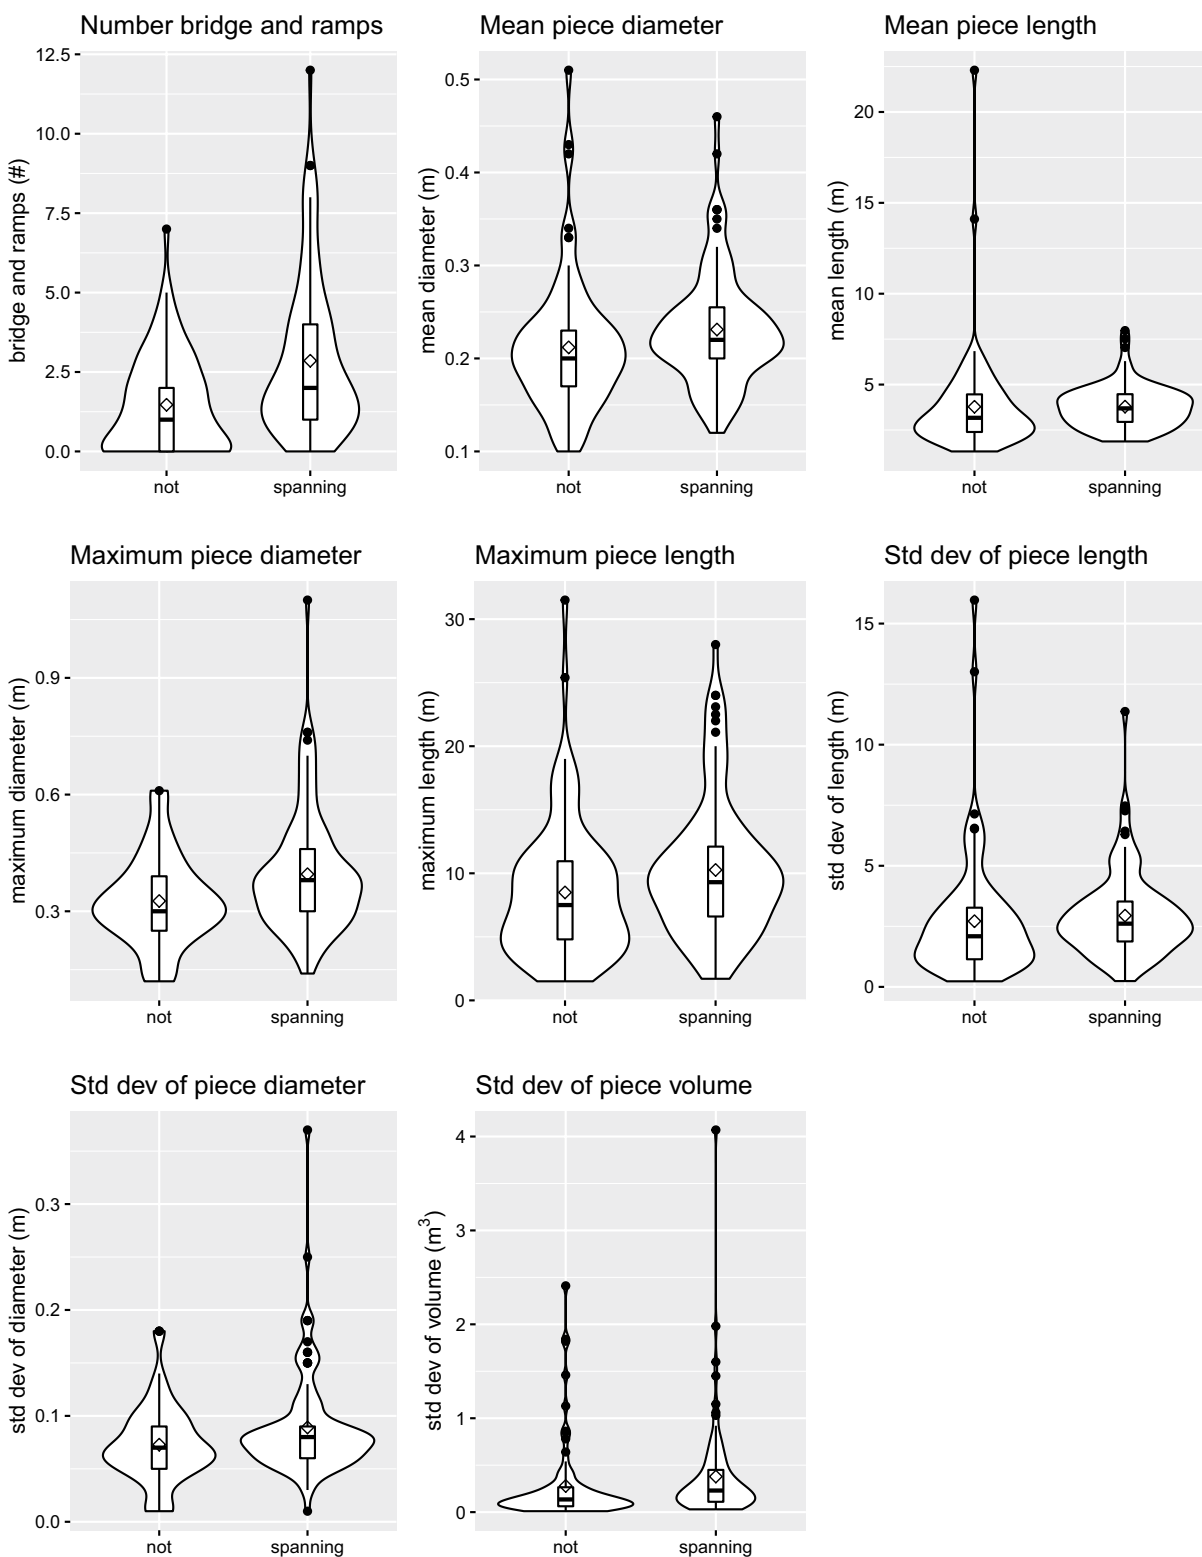 Number bridge and ramps
bridge and ramps (#)
12.5
10.0
7.5
5.0
2.5
0.0
not spanning
Mean piece diameter
mean diameter (m)
0.5
0.4
0.3
0.2
0.1
not spanning
Mean piece length
mean length (m)
20
15
10
5
not spanning
Maximum piece diameter
maximum diameter (m)
0.9
0.6
0.3
not spanning
Maximum piece length
maximum length (m)
30
20
10
0
not spanning
Std dev of piece length
std dev of length (m)
15
10
5
0
not spanning
Std dev of piece diameter
std dev of diameter (m)
0.3
0.2
0.1
0.0
not spanning
Std dev of piece volume
std dev of volume (m³)
4
3
2
1
0
not spanning